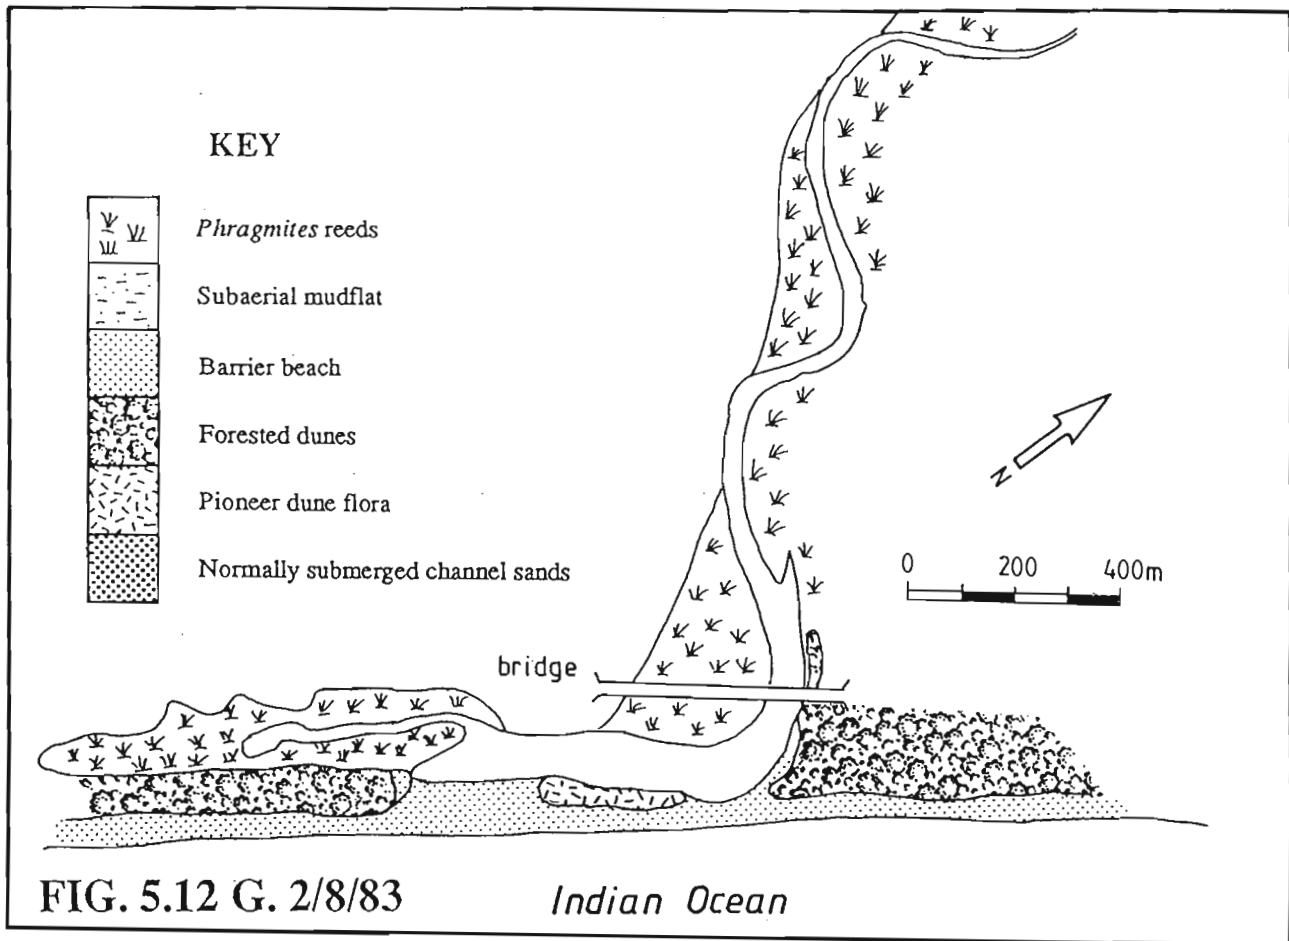 KEY
Phragmites reeds
Subaerial mudflat
Barrier beach
Forested dunes
Pioneer dune flora
Normally submerged channel sands
N
0 200 400m
bridge
FIG. 5.12 G. 2/8/83
Indian Ocean